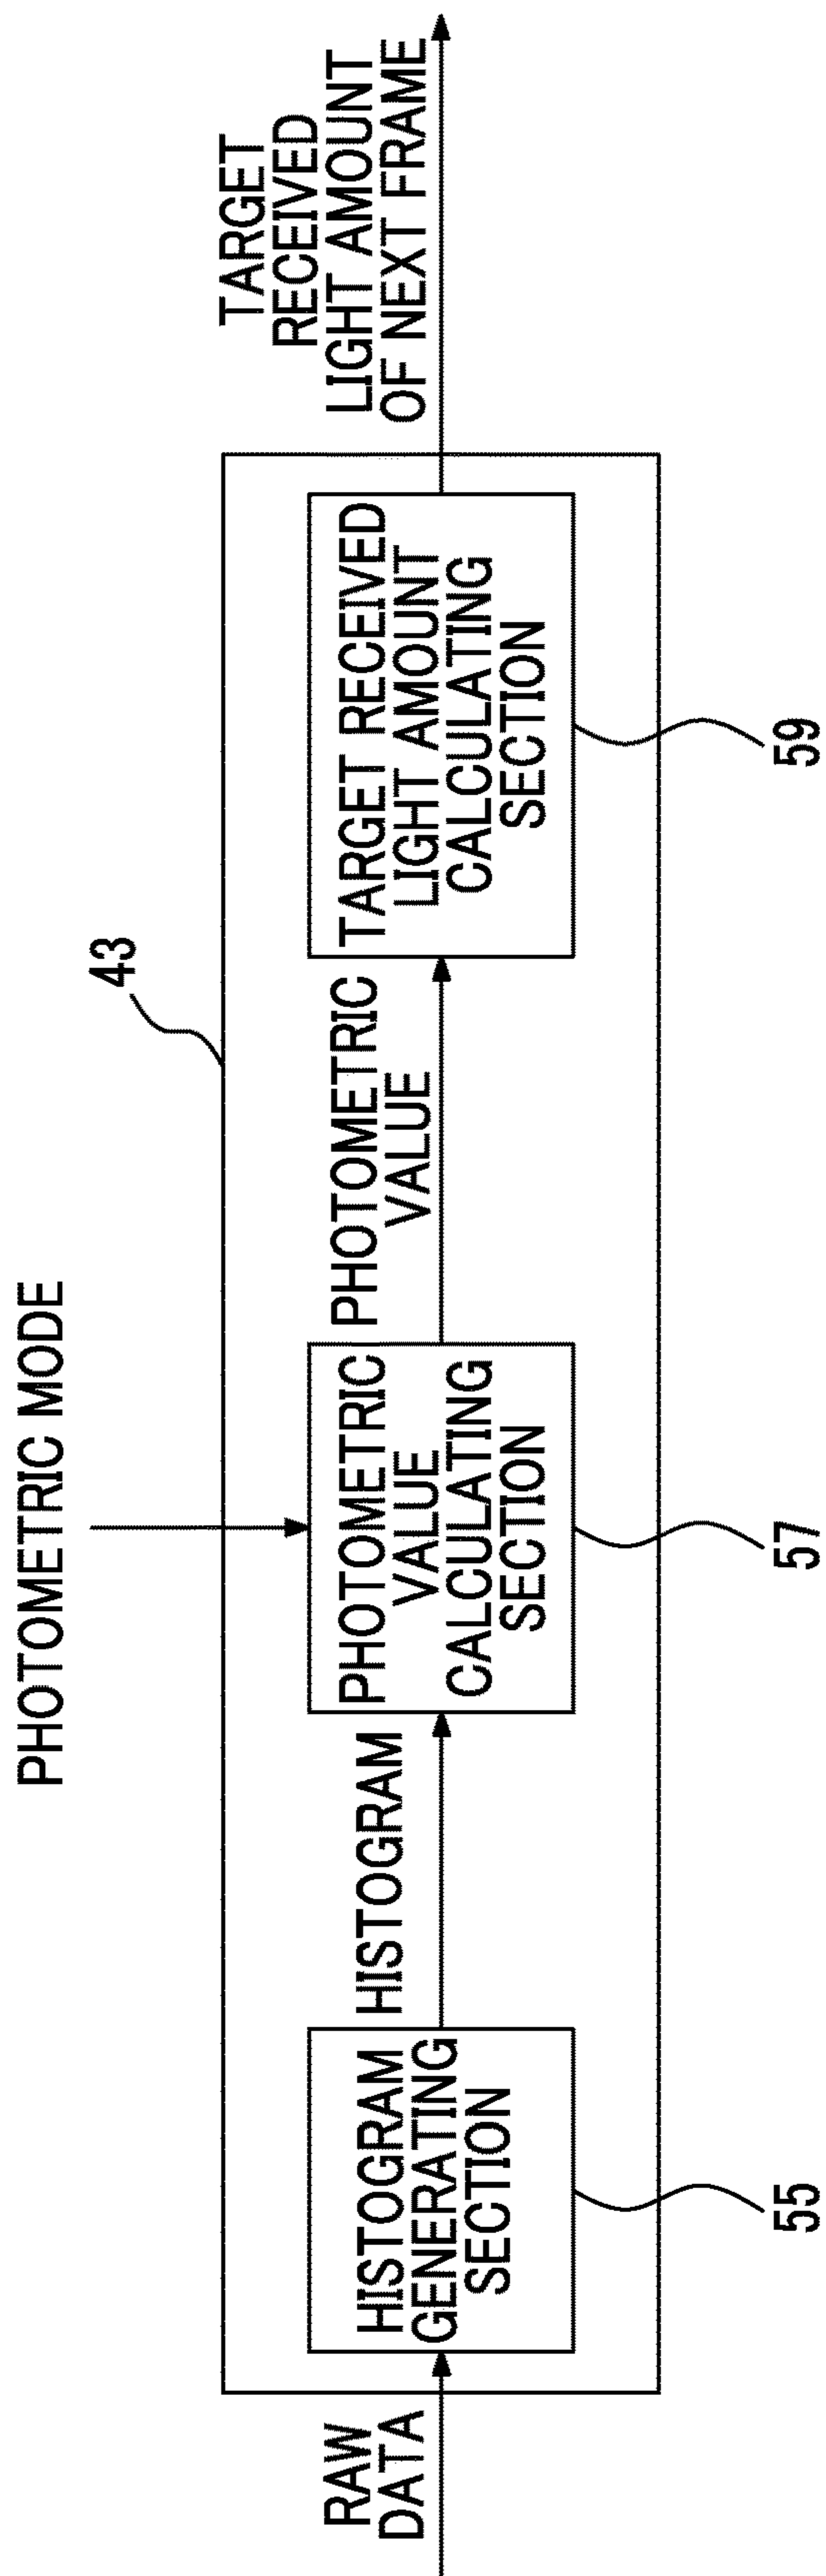 PHOTOMETRIC MODE
43
RAW
DATA
HISTOGRAM
GENERATING
SECTION
55
HISTOGRAM
PHOTOMETRIC
VALUE
CALCULATING
SECTION
57
PHOTOMETRIC
VALUE
TARGET RECEIVED
LIGHT AMOUNT
CALCULATING
SECTION
59
TARGET
RECEIVED
LIGHT AMOUNT
OF NEXT FRAME